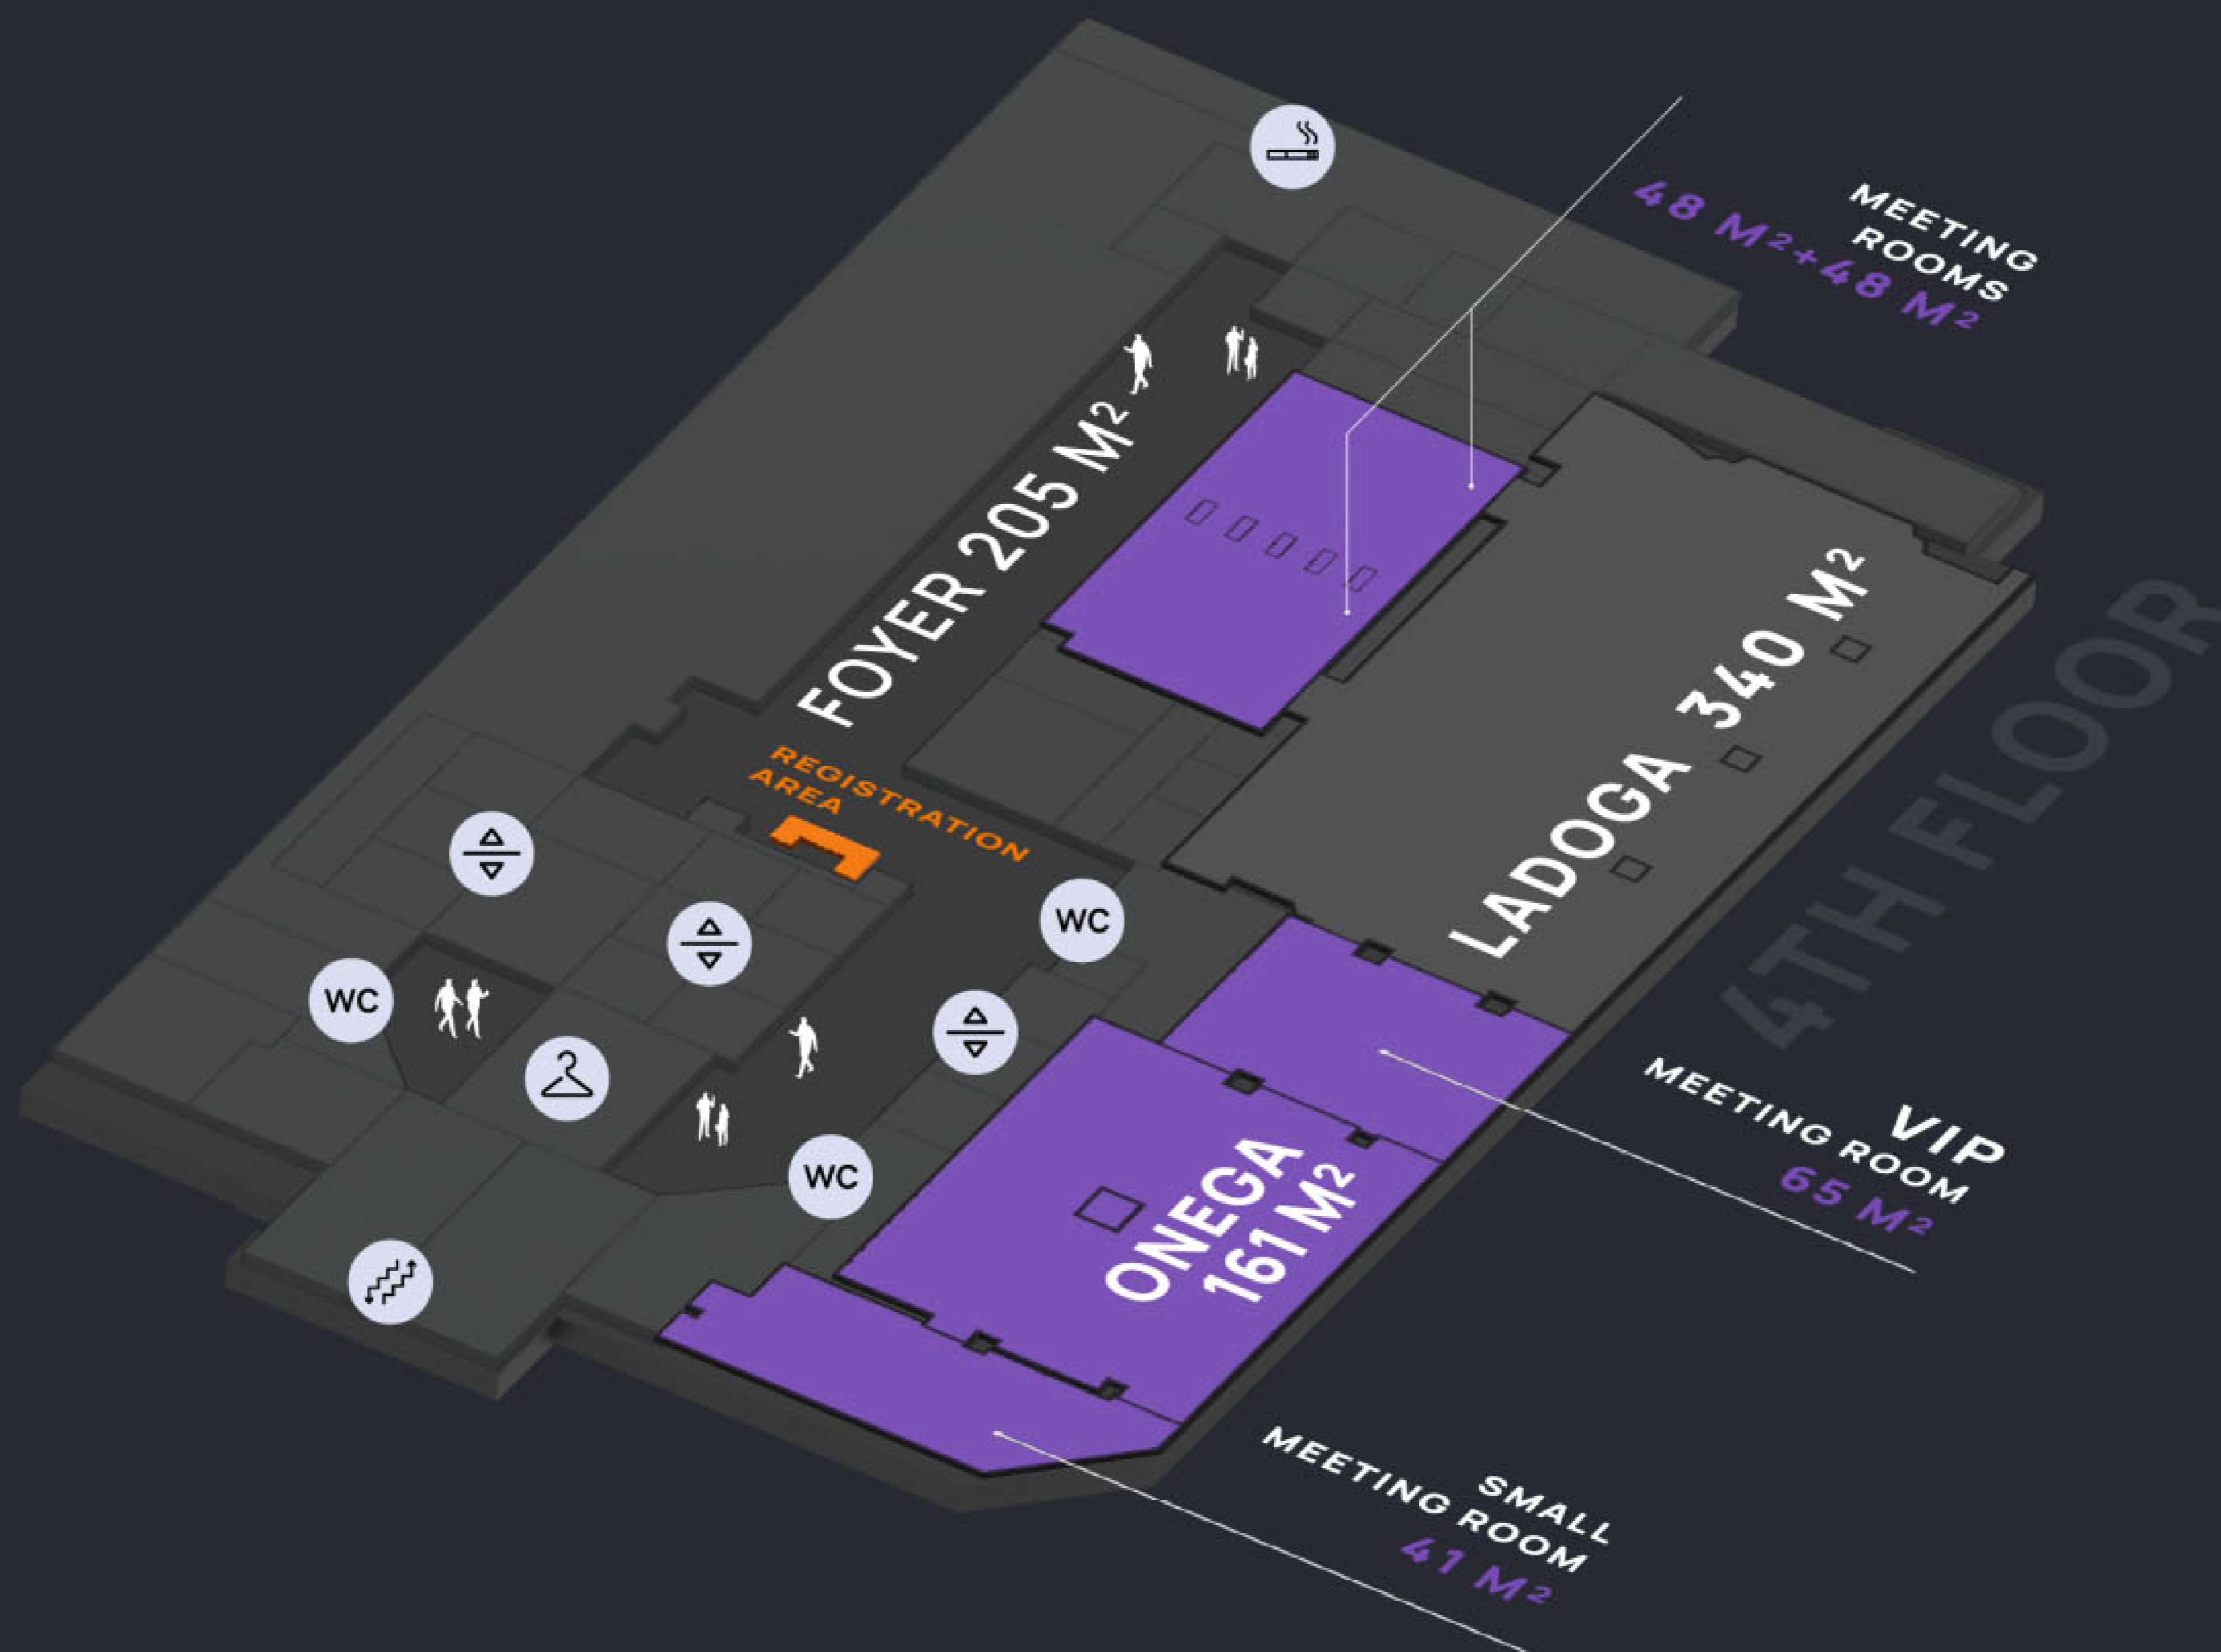 MEETING
ROOMS
48 M²+48 M²
FOYER 205 M²
LADOGA 340 M²
4TH FLOOR
REGISTRATION
AREA
WC
WC
WC
VIP
MEETING ROOM
65 M²
ONEGA
161 M²
SMALL
MEETING ROOM
41 M²